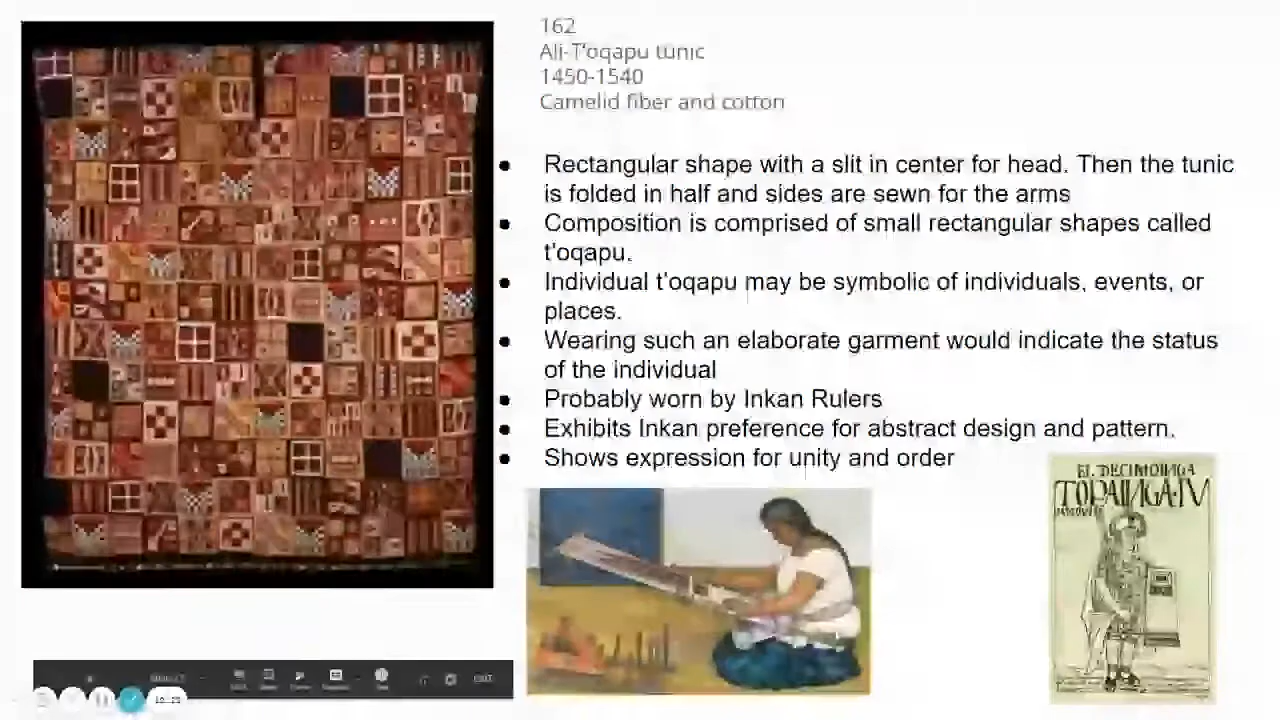 162
All-T'oqapu tunic
1450-1540
Camelid fiber and cotton
● Rectangular shape with a slit in center for head. Then the tunic
is folded in half and sides are sewn for the arms
● Composition is comprised of small rectangular shapes called
t'oqapu.
● Individual t'oqapu may be symbolic of individuals, events, or
places.
● Wearing such an elaborate garment would indicate the status
of the individual
● Probably worn by Inkan Rulers
● Exhibits Inkan preference for abstract design and pattern.
● Shows expression for unity and order
EL DECIMOINGA
TOPAINGA·IV